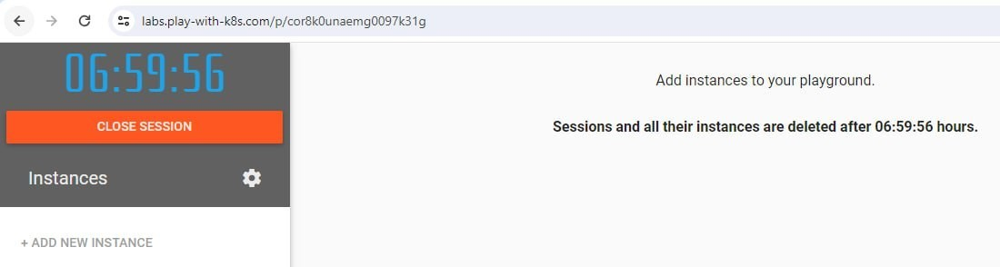 labs.play-with-k8s.com/p/cor8k0unaemg0097k31g
06:59:56
CLOSE SESSION
Instances
+ ADD NEW INSTANCE
Add instances to your playground.
Sessions and all their instances are deleted after 06:59:56 hours.